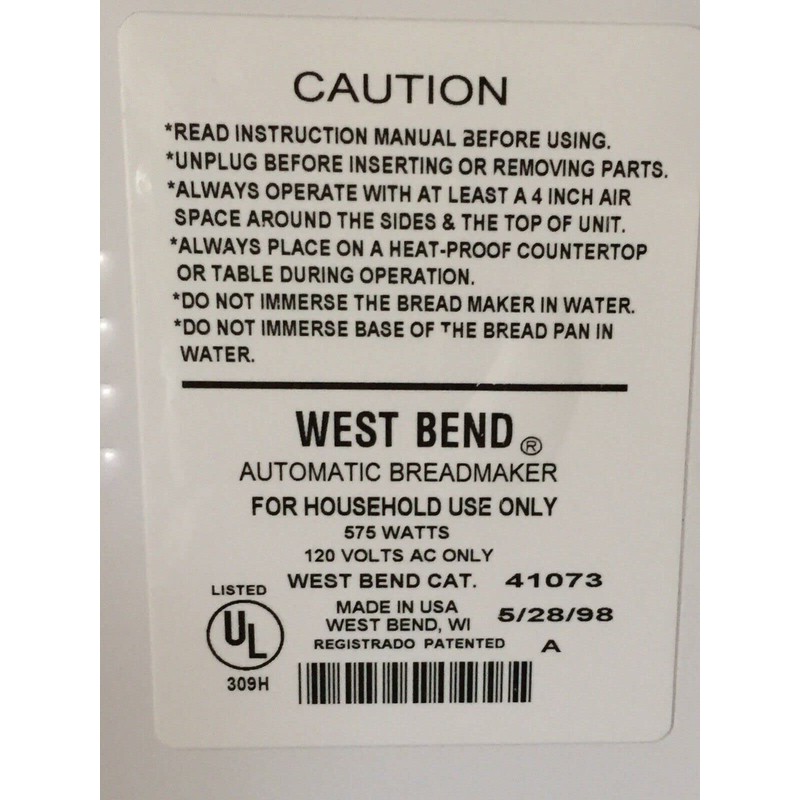 CAUTION
*READ INSTRUCTION MANUAL BEFORE USING.
*UNPLUG BEFORE INSERTING OR REMOVING PARTS.
*ALWAYS OPERATE WITH AT LEAST A 4 INCH AIR
SPACE AROUND THE SIDES & THE TOP OF UNIT.
*ALWAYS PLACE ON A HEAT-PROOF COUNTERTOP
OR TABLE DURING OPERATION.
*DO NOT IMMERSE THE BREAD MAKER IN WATER.
*DO NOT IMMERSE BASE OF THE BREAD PAN IN
WATER.
WEST BEND®
AUTOMATIC BREADMAKER
FOR HOUSEHOLD USE ONLY
575 WATTS
120 VOLTS AC ONLY
WEST BEND CAT. 41073
LISTED
UL
309H
MADE IN USA
WEST BEND, WI 5/28/98
REGISTRADO PATENTED A